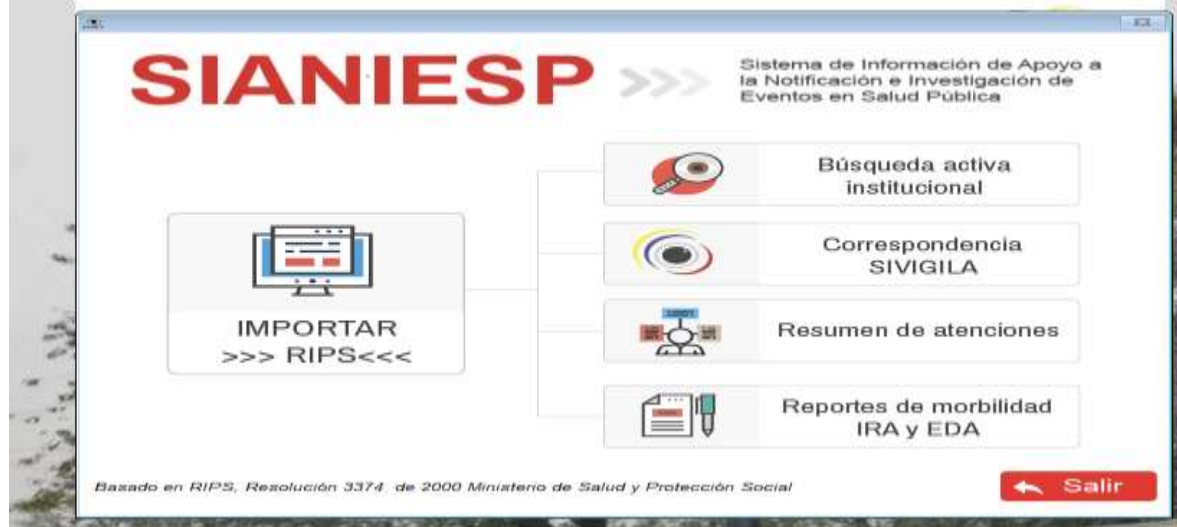 SIANIESP
Sistema de Información de Apoyo a
la Notificación e Investigación de
Eventos en Salud Pública
Búsqueda activa
institucional
Correspondencia
SIVIGILA
IMPORTAR
>>> RIPS<<<
Resumen de atenciones
Reportes de morbilidad
IRA y EDA
Basado en RIPS, Resolución 3374 de 2000 Ministerio de Salud y Protección Social
Salir